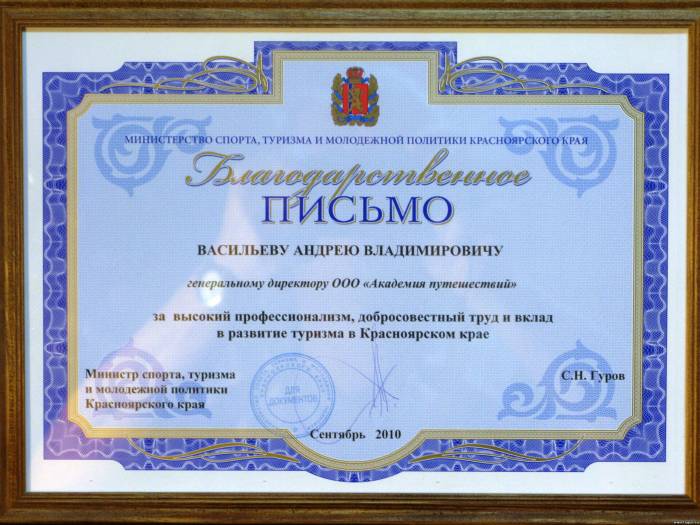 МИНИСТЕРСТВО СПОРТА, ТУРИЗМА И МОЛОДЕЖНОЙ ПОЛИТИКИ КРАСНОЯРСКОГО КРАЯ
Благодарственное
ПИСЬМО
ВАСИЛЬЕВУ АНДРЕЮ ВЛАДИМИРОВИЧУ
генеральному директору ООО «Академия путешествий»
за высокий профессионализм, добросовестный труд и вклад
в развитие туризма в Красноярском крае
Министр спорта, туризма
и молодежной политики
Красноярского края
С.Н. Гуров
ДЛЯ
ДОКУМЕНТОВ
Сентябрь 2010